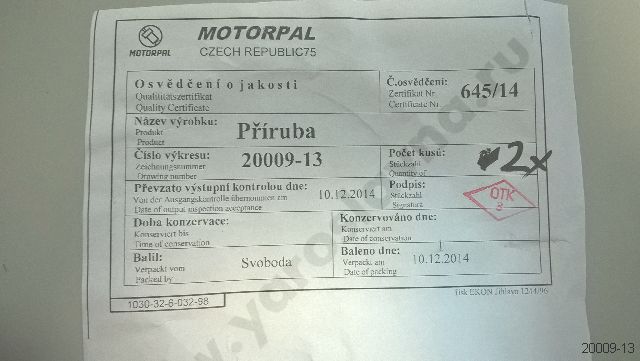 MOTORPAL
CZECH REPUBLIC75
MOTORPAL
Osvědčení o jakosti
Qualitätszertifikat
Quality Certificate
Č.osvědčení:
Zertifikat Nr.
Certificate Nr.
645/14
Název výrobku:
Produkt
Product
Příruba
Číslo výkresu:
Zeichnungsnummer
Drawing number
20009-13
Počet kusů:
Stückzahl
Quantity of
2x
Převzato výstupní kontrolou dne:
Von der Ausgangskontrolle übernommen am
Date of output inspection acceptance
10.12.2014
Podpis:
Stückzahl
Signature
OTK
Doba konzervace:
Konserviert bis
Time of conservation
Konzervováno dne:
Konserviert am
Date of conservation
Balil:
Verpackt vom
Packed by
Svoboda
Baleno dne:
Verpackt am
Date of packing
10.12.2014
1030-32-6-032-98
Tisk EKON Jihlava 1244/96
20009-13